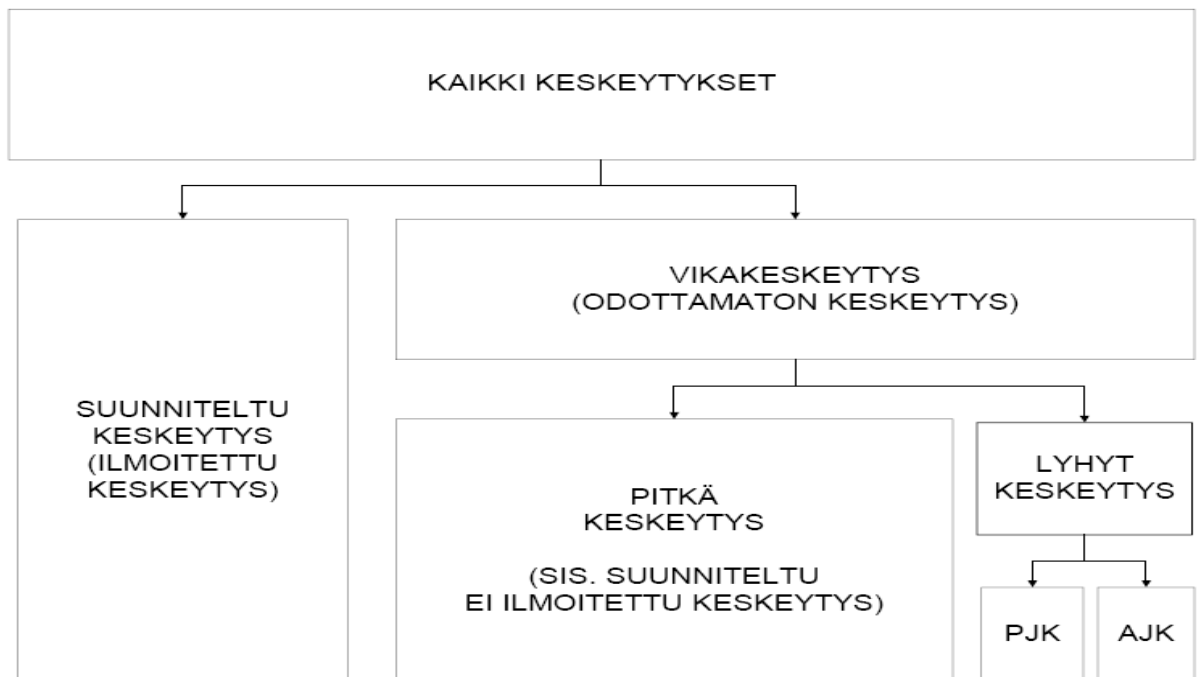 KAIKKI KESKEYTYKSET
VIKAKESKEYTYS
(ODOTTAMATON KESKEYTYS)
SUUNNITELTU
KESKEYTYS
(ILMOITETTU
KESKEYTYS)
PITKÄ
KESKEYTYS
(SIS. SUUNNITELTU
EI ILMOITETTU KESKEYTYS)
LYHYT
KESKEYTYS
PJK
AJK